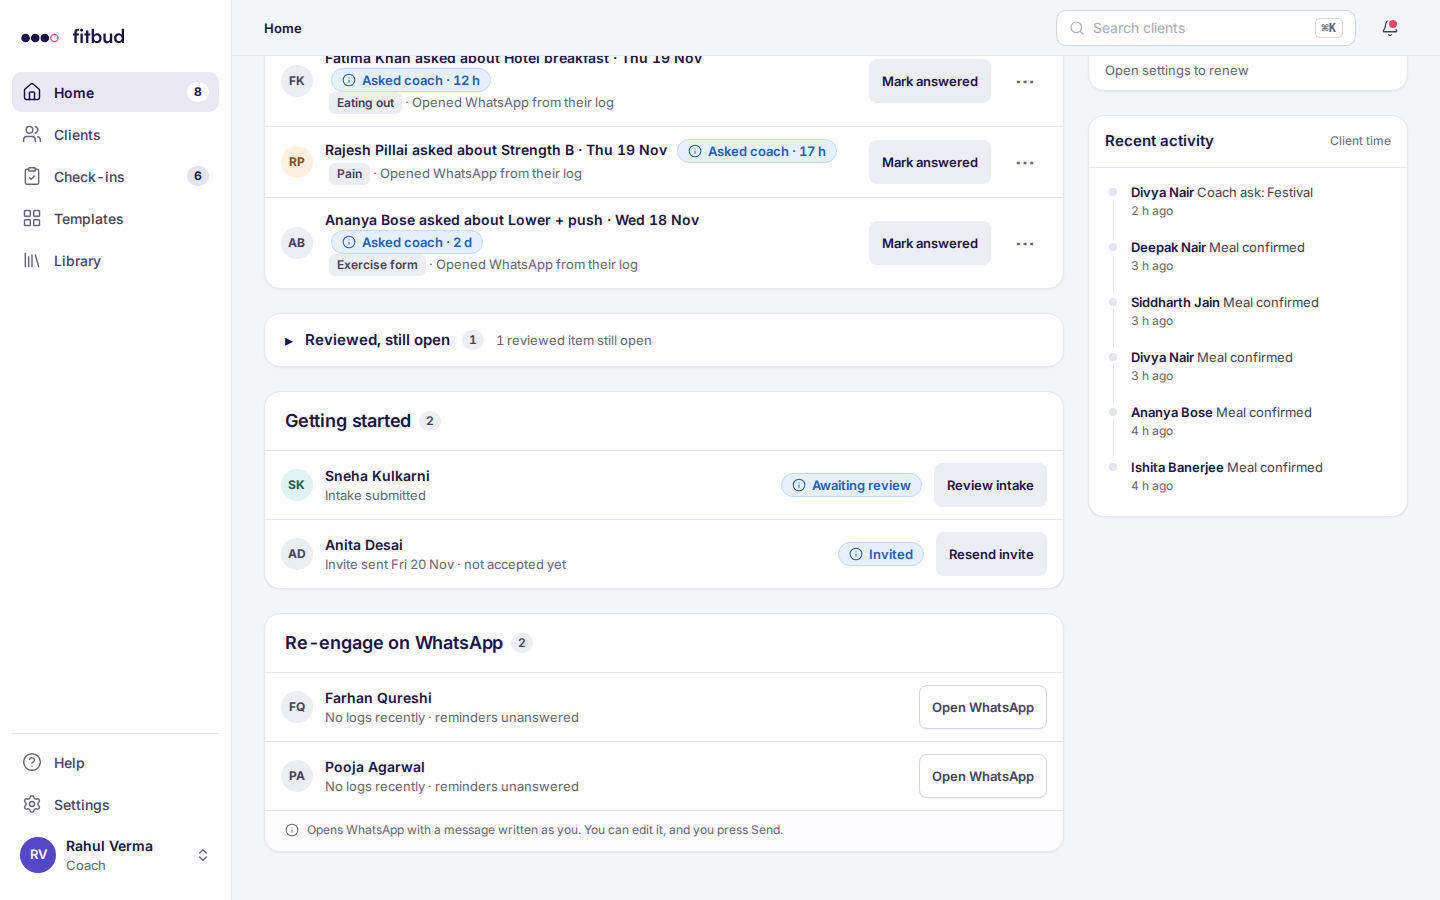 fitbud
Home 8
Clients
Check-ins 6
Templates
Library
Help
Settings
RV Rahul Verma
Coach
Home
Search clients ⌘K
FK Fatima Khan asked about Hotel breakfast · Thu 19 Nov
Asked coach · 12 h
Eating out · Opened WhatsApp from their log
Mark answered
RP Rajesh Pillai asked about Strength B · Thu 19 Nov Asked coach · 17 h
Pain · Opened WhatsApp from their log
Mark answered
AB Ananya Bose asked about Lower + push · Wed 18 Nov
Asked coach · 2 d
Exercise form · Opened WhatsApp from their log
Mark answered
Reviewed, still open 1 1 reviewed item still open
Getting started 2
SK Sneha Kulkarni
Intake submitted
Awaiting review Review intake
AD Anita Desai
Invite sent Fri 20 Nov · not accepted yet
Invited Resend invite
Re-engage on WhatsApp 2
FQ Farhan Qureshi
No logs recently · reminders unanswered
Open WhatsApp
PA Pooja Agarwal
No logs recently · reminders unanswered
Open WhatsApp
Opens WhatsApp with a message written as you. You can edit it, and you press Send.
Open settings to renew
Recent activity Client time
Divya Nair Coach ask: Festival
2 h ago
Deepak Nair Meal confirmed
3 h ago
Siddharth Jain Meal confirmed
3 h ago
Divya Nair Meal confirmed
3 h ago
Ananya Bose Meal confirmed
4 h ago
Ishita Banerjee Meal confirmed
4 h ago